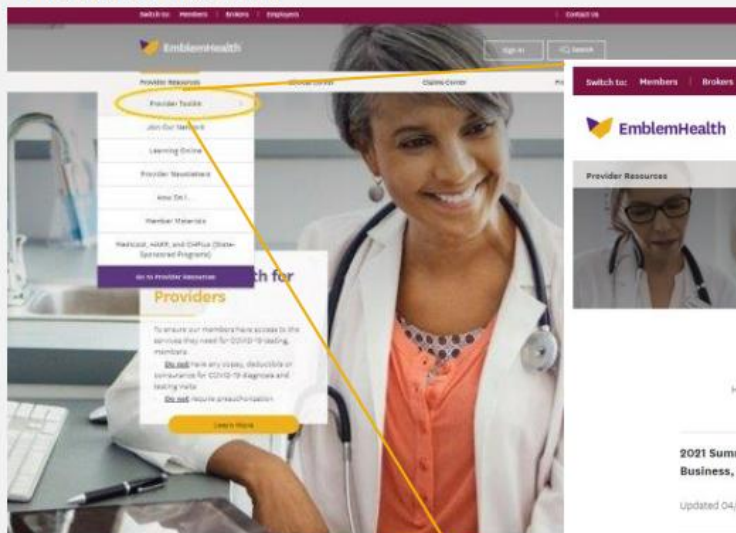 Switch to: Members Brokers Employers
Contact Us
EmblemHealth
Sign In
Search
Provider Resources
Claims Center
Provider Toolkit
Join Our Network
Learning Online
Provider Newsletters
How Do I...
Member Materials
Medicaid, HARP, and CHPlus (State-
Sponsored Programs)
Go to Provider Resources
th for
Providers
To ensure our members have access to the
services they need for COVID-19 testing,
members:
Do not have any copay, deductible or
coinsurance for COVID-19 diagnosis and
testing visits
Do not require preauthorization
Learn More
Switch to: Members Brokers
EmblemHealth
Provider Resources
H
2021 Summ
Business,
Updated 04/